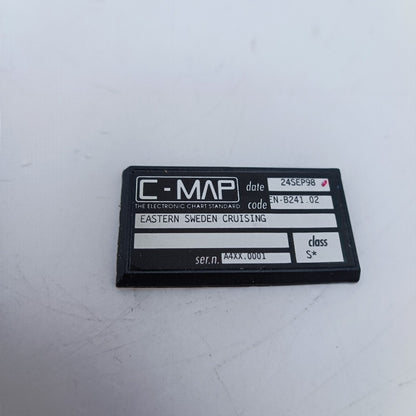 C-MAP
THE ELECTRONIC CHART STANDARD
date 24SEP98
code EN-B241.02
EASTERN SWEDEN CRUISING
ser.n. A4XX.0001
class
S*